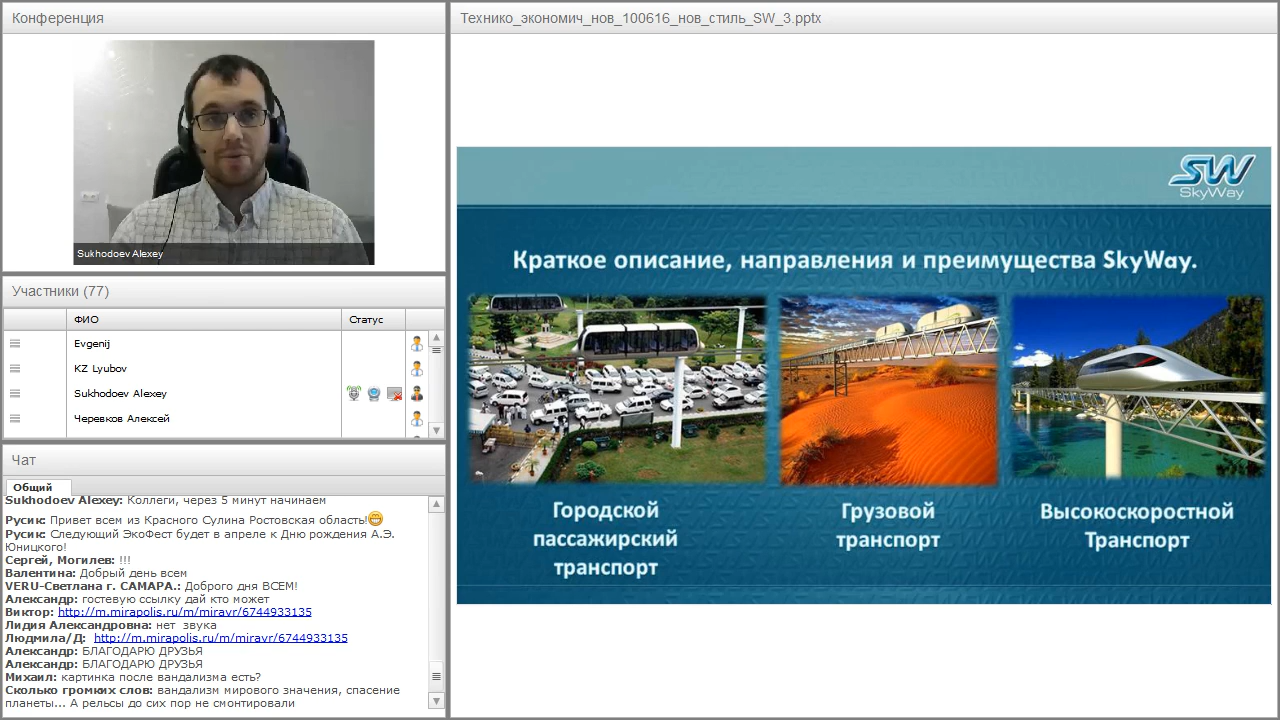 Конференция
Sukhodoev Alexey
Участники (77)
ФИО Статус
Evgenij
KZ Lyubov
Sukhodoev Alexey
Черевков Алексей
Чат
Общий
Sukhodoev Alexey: Коллеги, через 5 минут начинаем
Русик: Привет всем из Красного Сулина Ростовская область!
Русик: Следующий ЭкоФест будет в апреле к Дню рождения А.Э.
Юницкого!
Сергей, Могилев: !!!
Валентина: Добрый день всем
VERU-Светлана г. САМАРА.: Доброго дня ВСЕМ!
Александр: гостевую ссылку дай кто может
Виктор: http://m.mirapolis.ru/m/miravr/6744933135
Лидия Александровна: нет звука
Людмила/Д: http://m.mirapolis.ru/m/miravr/6744933135
Александр: БЛАГОДАРЮ ДРУЗЬЯ
Александр: БЛАГОДАРЮ ДРУЗЬЯ
Михаил: картинка после вандализма есть?
Сколько громких слов: вандализм мирового значения, спасение
планеты... А рельсы до сих пор не смонтировали
Технико_экономич_нов_100616_нов_стиль_SW_3.pptx
SW
SkyWay
Краткое описание, направления и преимущества SkyWay.
Городской
пассажирский
транспорт
Грузовой
транспорт
Высокоскоростной
Транспорт